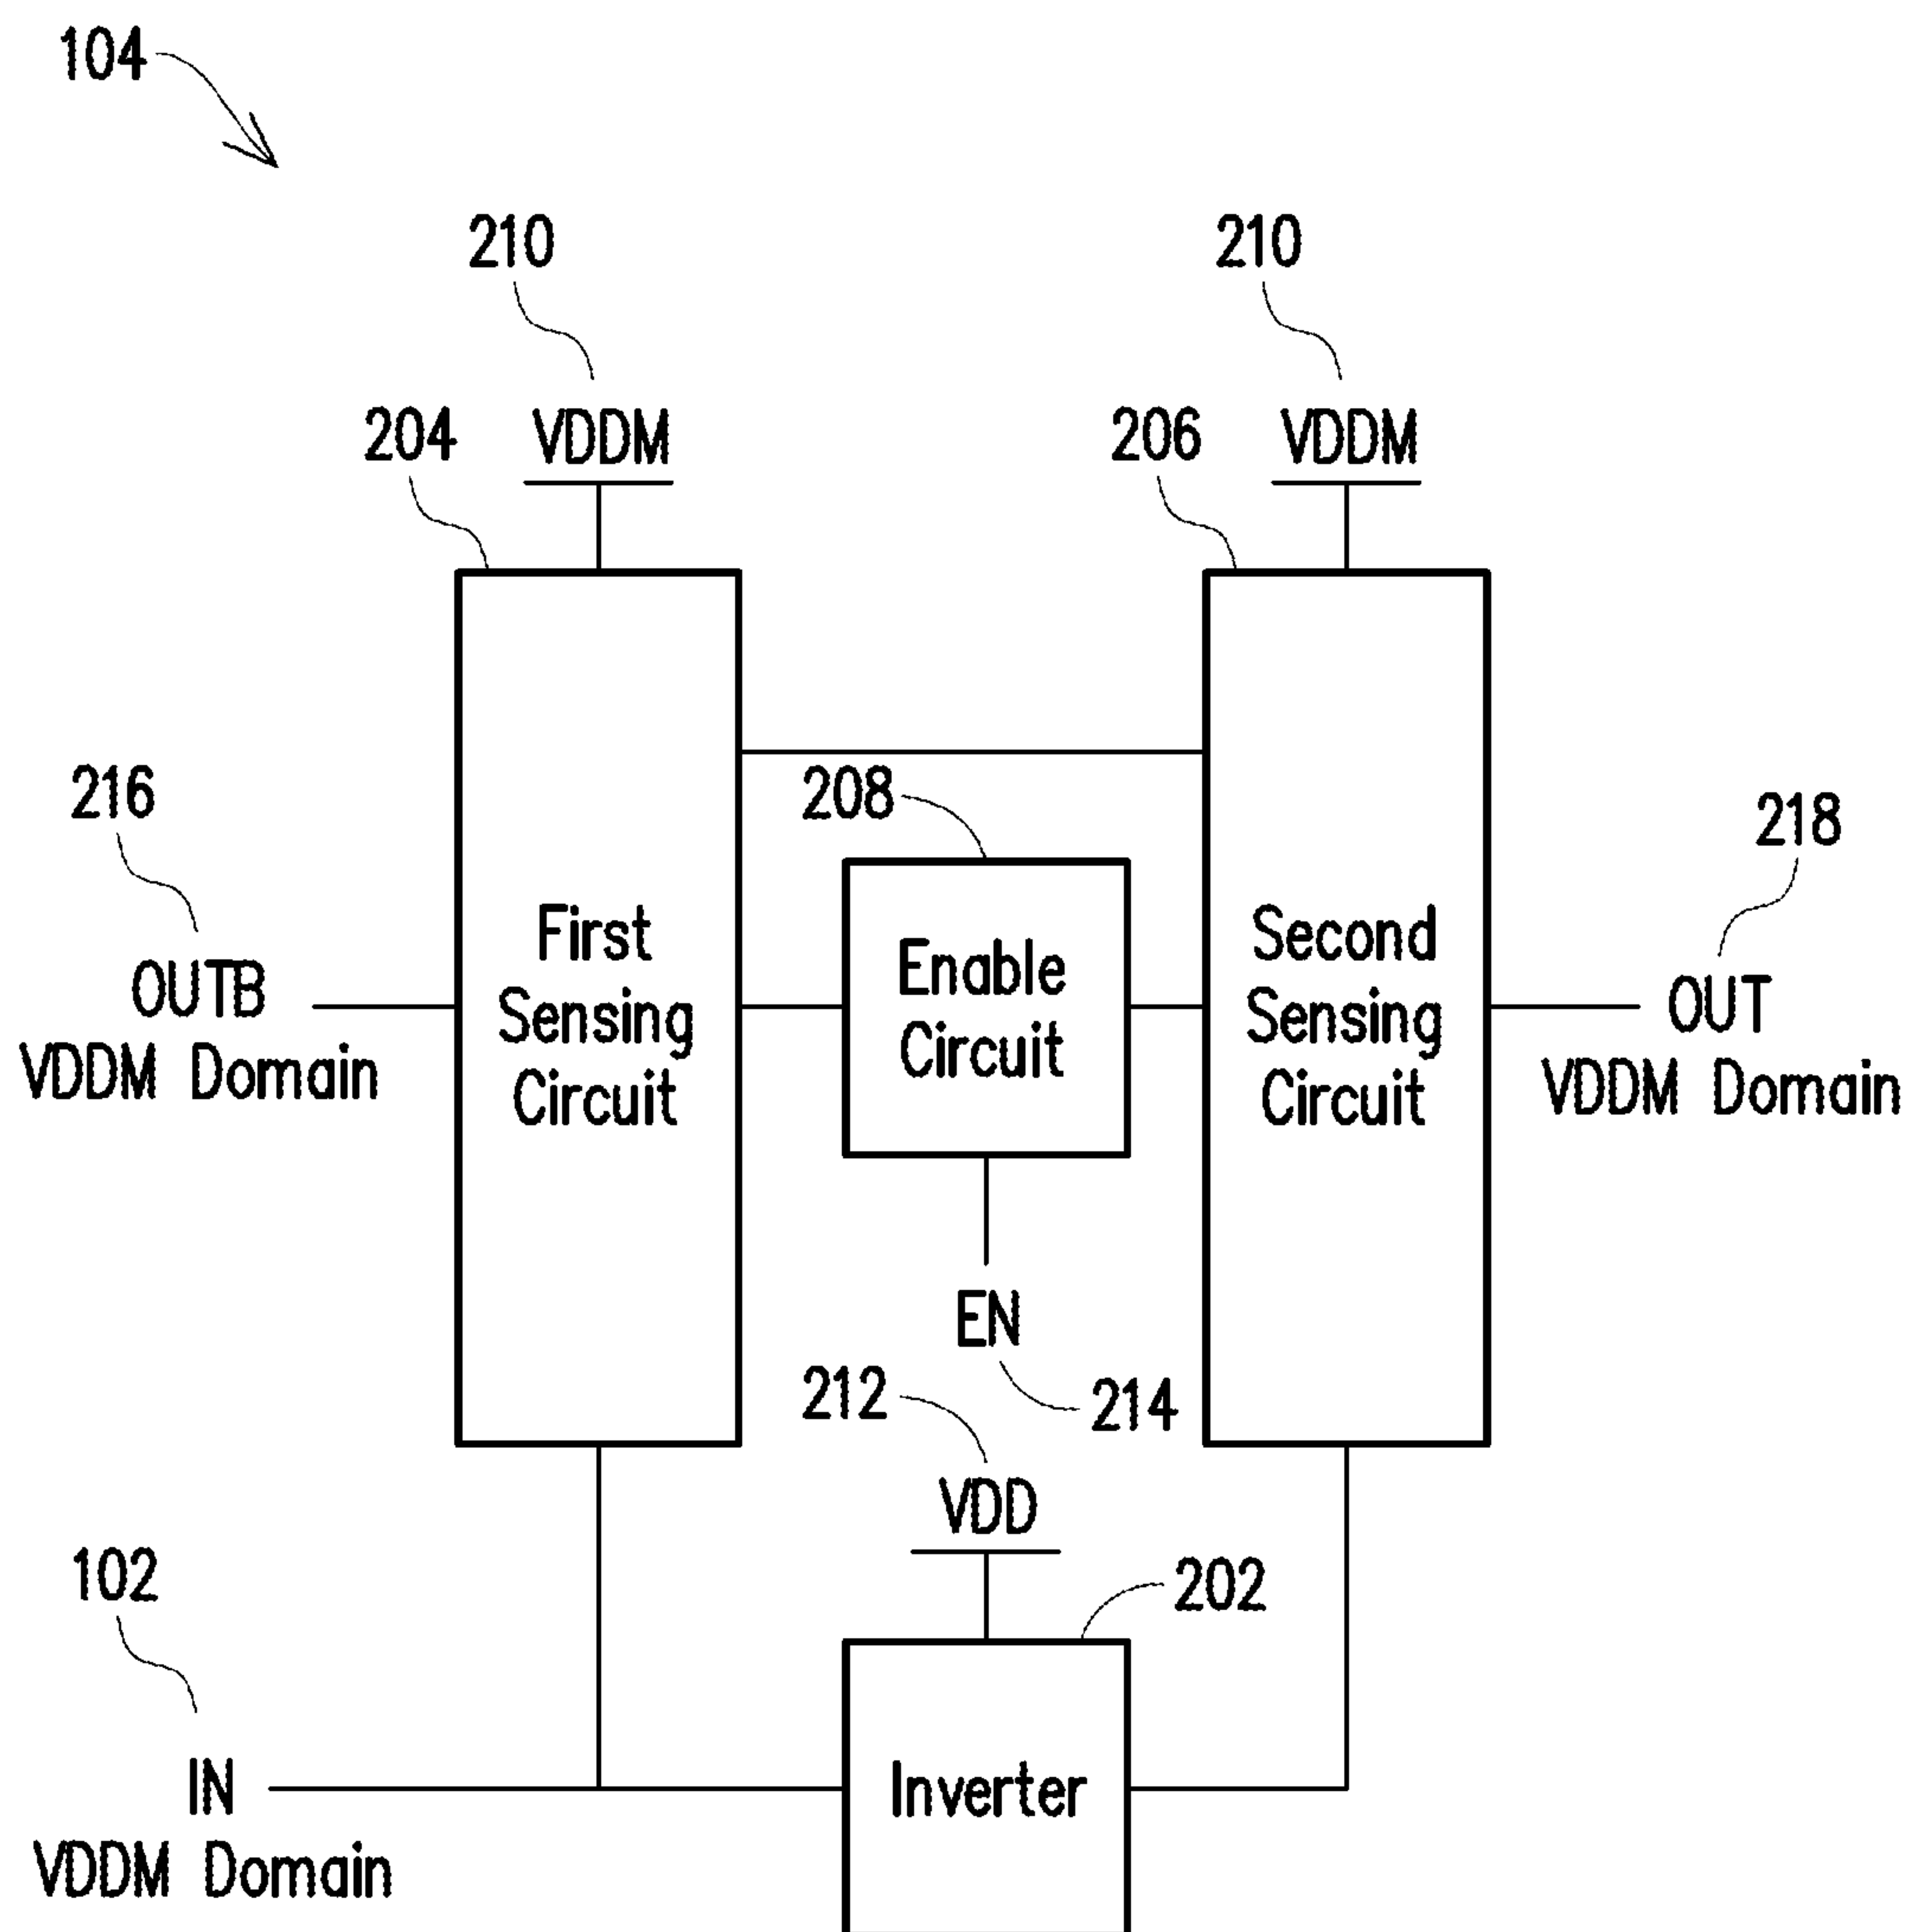 104
210
210
204
VDDM
206
VDDM
216
208
218
First
Sensing
Circuit
Enable
Circuit
Second
Sensing
Circuit
OUTB
VDDM Domain
OUT
VDDM Domain
EN
212
214
VDD
102
202
IN
VDDM Domain
Inverter